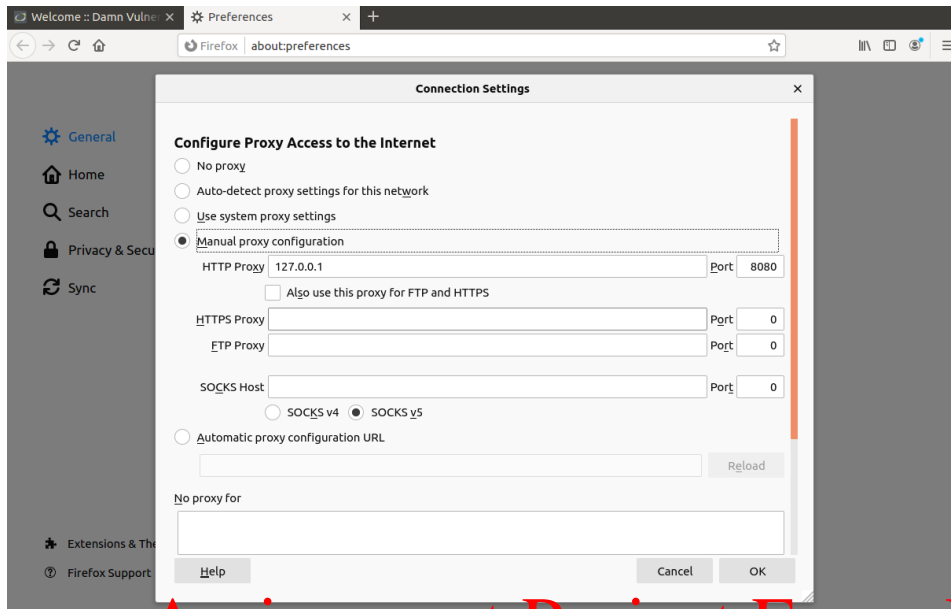 Welcome :: Damn Vulne
Preferences
Firefox about:preferences
Connection Settings
General
Home
Search
Privacy & Secu
Sync
Configure Proxy Access to the Internet
No proxy
Auto-detect proxy settings for this network
Use system proxy settings
Manual proxy configuration
HTTP Proxy 127.0.0.1 Port 8080
Also use this proxy for FTP and HTTPS
HTTPS Proxy Port 0
FTP Proxy Port 0
SOCKS Host Port 0
SOCKS v4 SOCKS v5
Automatic proxy configuration URL
Reload
No proxy for
Extensions & The
Firefox Support
Help Cancel OK